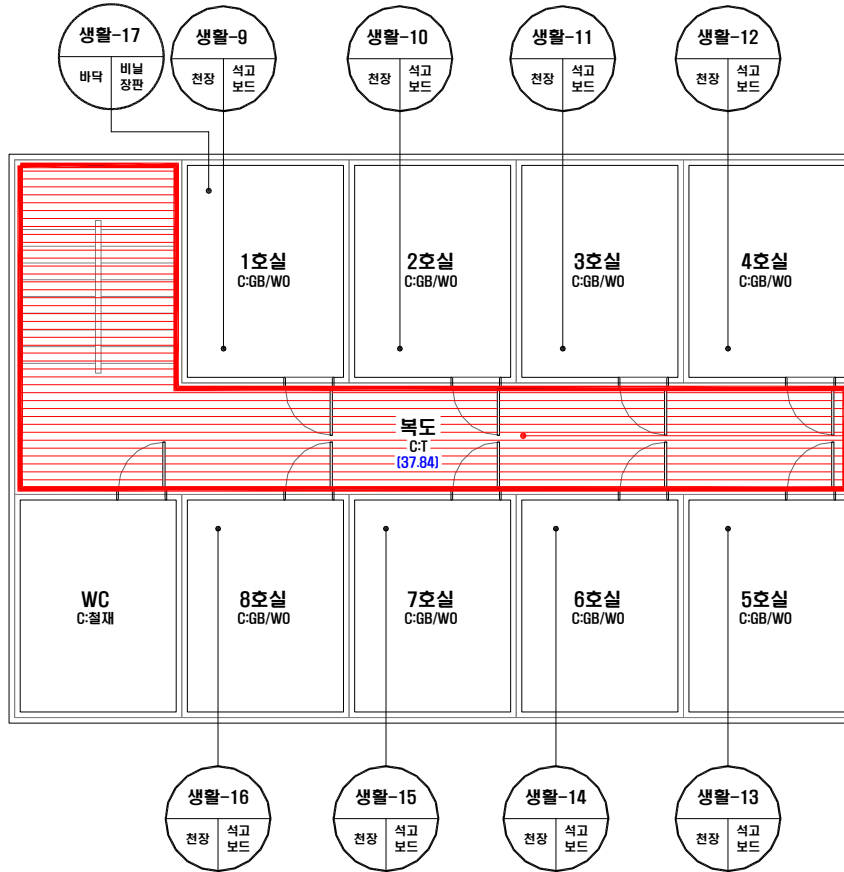 생활-17
바닥
비닐
장판
생활-9
천장
석고
보드
생활-10
천장
석고
보드
생활-11
천장
석고
보드
생활-12
천장
석고
보드
1호실
C:GB/WO
2호실
C:GB/WO
3호실
C:GB/WO
4호실
C:GB/WO
복도
C:T
(37.84)
WC
C:철재
8호실
C:GB/WO
7호실
C:GB/WO
6호실
C:GB/WO
5호실
C:GB/WO
생활-16
천장
석고
보드
생활-15
천장
석고
보드
생활-14
천장
석고
보드
생활-13
천장
석고
보드